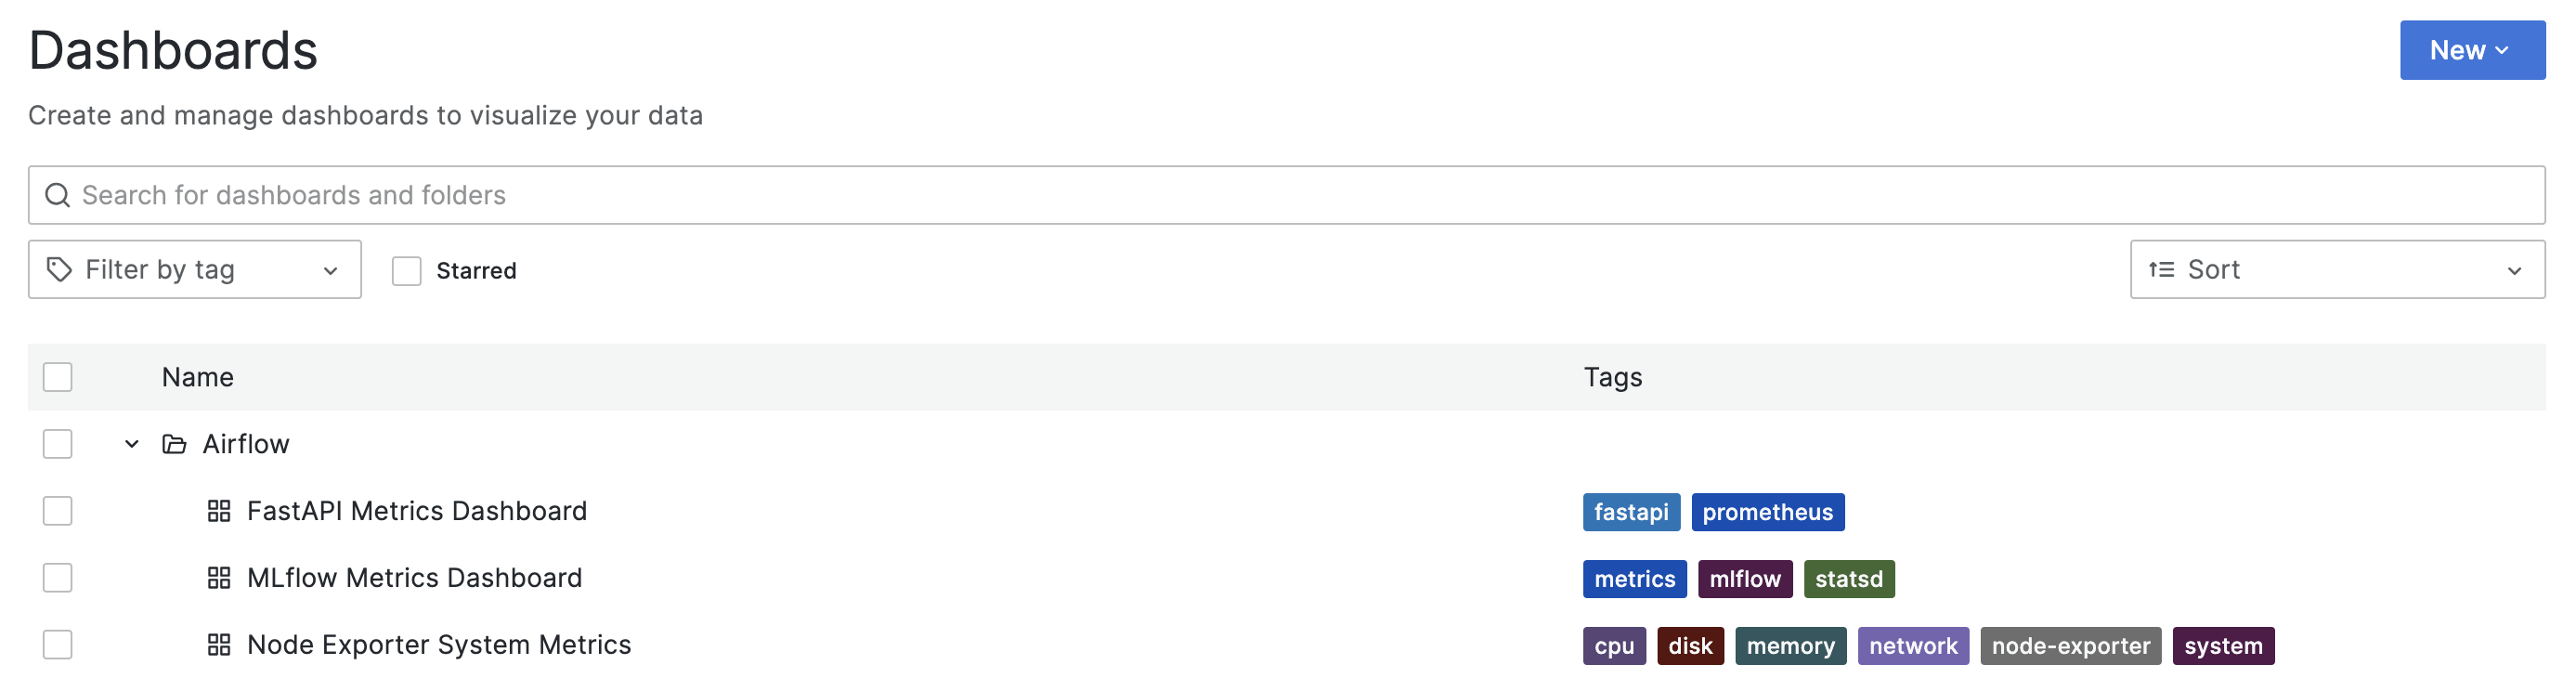 Dashboards
New
Create and manage dashboards to visualize your data
Search for dashboards and folders
Filter by tag
Starred
Sort
Name Tags
Airflow
FastAPI Metrics Dashboard fastapi prometheus
MLflow Metrics Dashboard metrics mlflow statsd
Node Exporter System Metrics cpu disk memory network node-exporter system